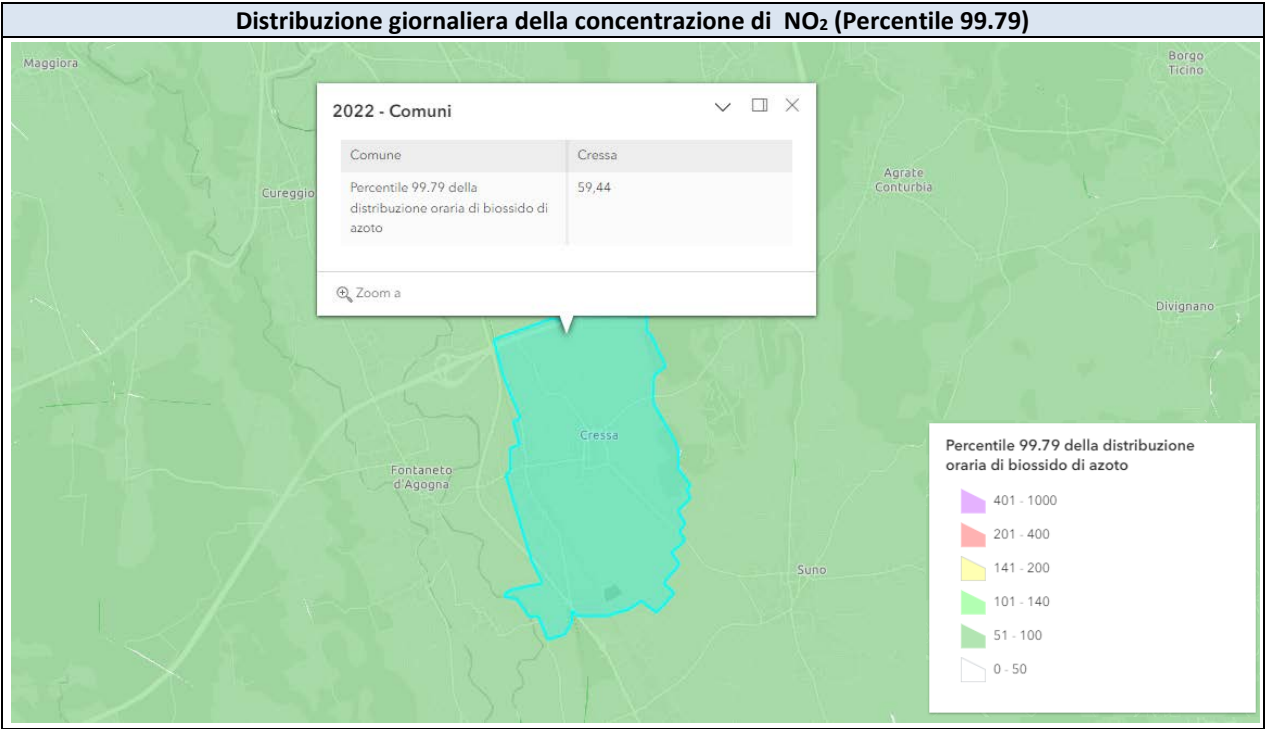 Distribuzione giornaliera della concentrazione di NO₂ (Percentile 99.79)
Maggiora
Borgo
Ticino
2022 - Comuni
Comune Cressa
Percentile 99.79 della 59,44
distribuzione oraria di biossido di
azoto
Zoom a
Cureggio
Agrate
Conturbia
Divignano
Cressa
Fontaneto
d'Agogna
Suno
Percentile 99.79 della distribuzione
oraria di biossido di azoto
401 - 1000
201 - 400
141 - 200
101 - 140
51 - 100
0 - 50